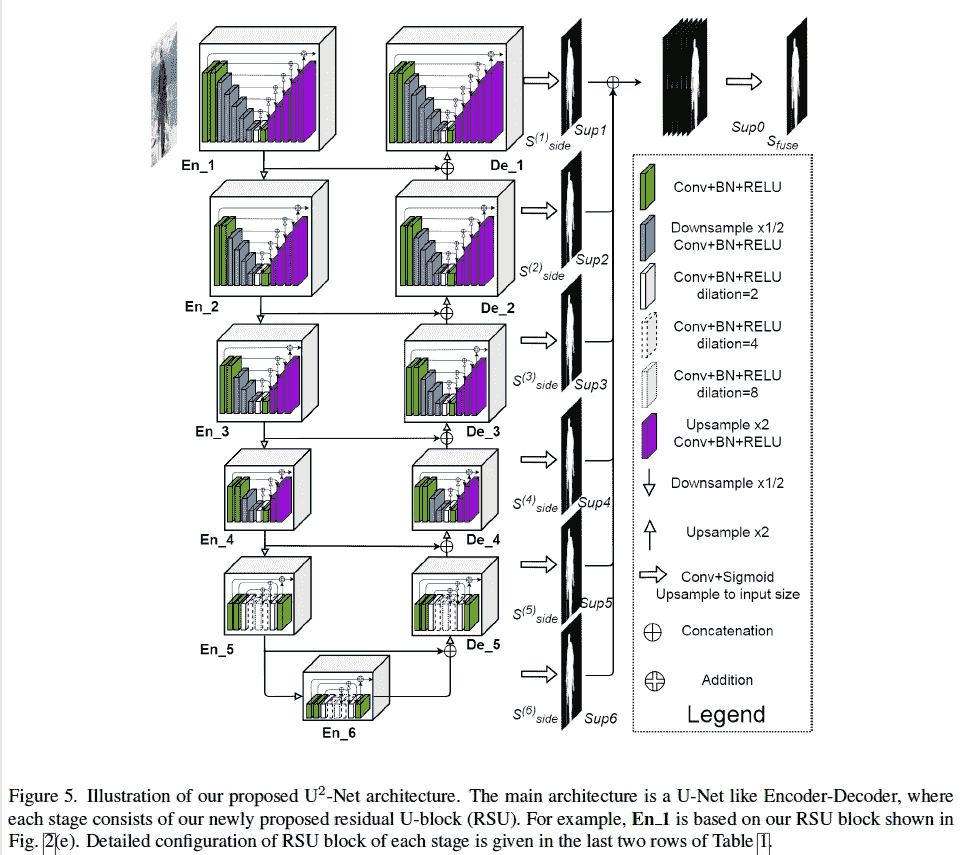 En_1
De_1
S(1)side
Sup1
Sup0
Sfuse
En_2
De_2
S(2)side
Sup2
En_3
De_3
S(3)side
Sup3
En_4
De_4
S(4)side
Sup4
En_5
De_5
S(5)side
Sup5
En_6
S(6)side
Sup6
Conv+BN+RELU
Downsample x1/2
Conv+BN+RELU
Conv+BN+RELU
dilation=2
Conv+BN+RELU
dilation=4
Conv+BN+RELU
dilation=8
Upsample x2
Conv+BN+RELU
Downsample x1/2
Upsample x2
Conv+Sigmoid
Upsample to input size
Concatenation
Addition
Legend
Figure 5. Illustration of our proposed U²-Net architecture. The main architecture is a U-Net like Encoder-Decoder, where
each stage consists of our newly proposed residual U-block (RSU). For example, En_1 is based on our RSU block shown in
Fig. 2(e). Detailed configuration of RSU block of each stage is given in the last two rows of Table 1.